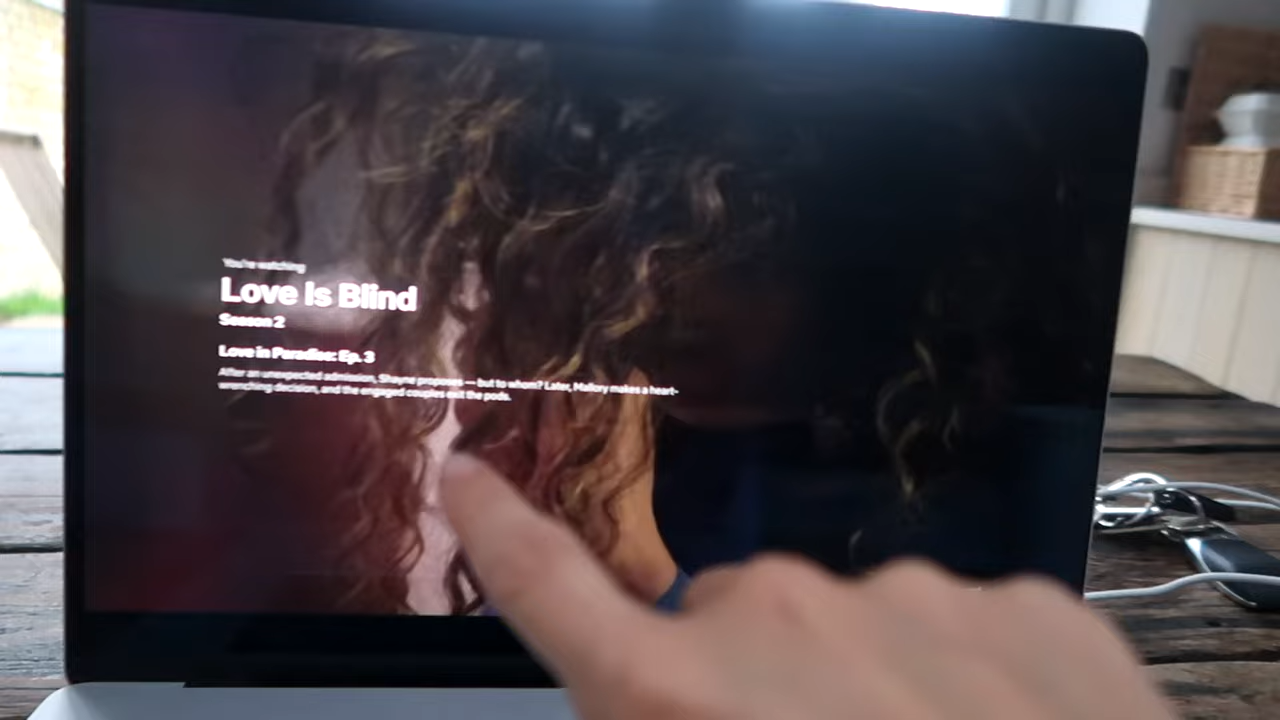 You're watching
Love Is Blind
Season 2
Love in Paradise: Ep. 3
After an unexpected admission, Shayne proposes — but to whom? Later, Mallory makes a heart-
wrenching decision, and the engaged couples exit the pods.